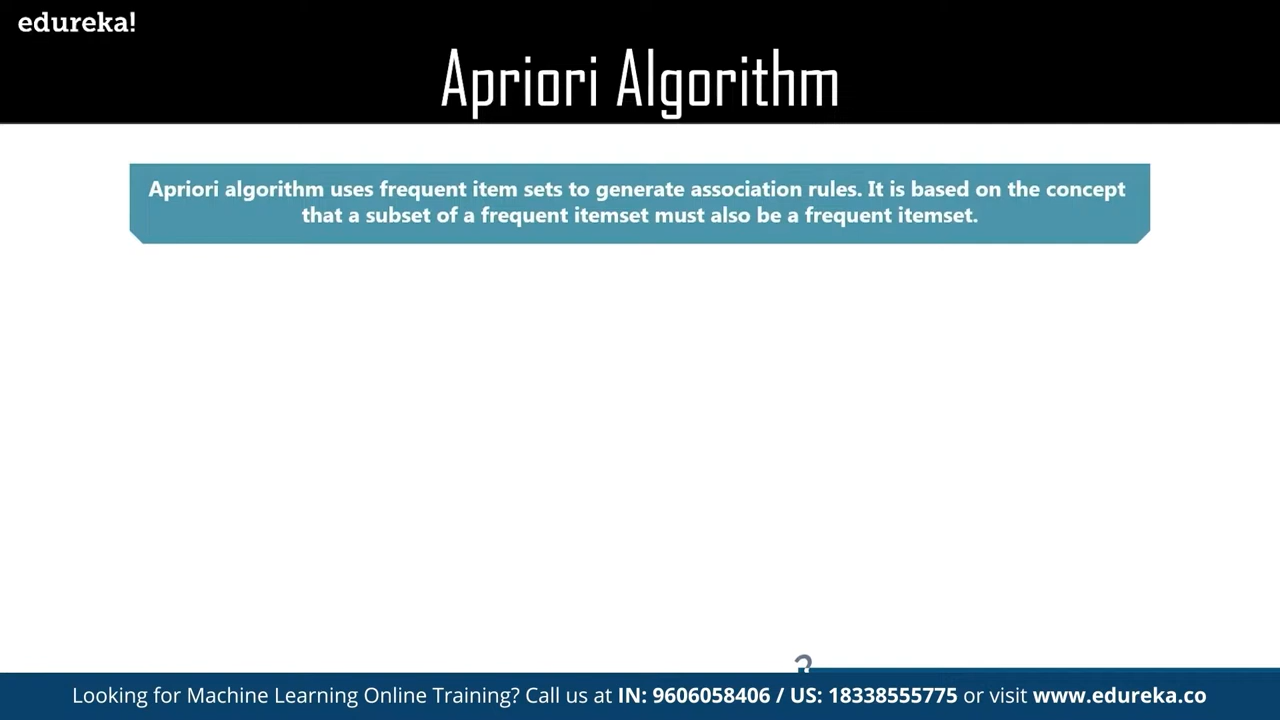 edureka!
Apriori Algorithm
Apriori algorithm uses frequent item sets to generate association rules. It is based on the concept
that a subset of a frequent itemset must also be a frequent itemset.
?
Looking for Machine Learning Online Training? Call us at IN: 9606058406 / US: 18338555775 or visit www.edureka.co